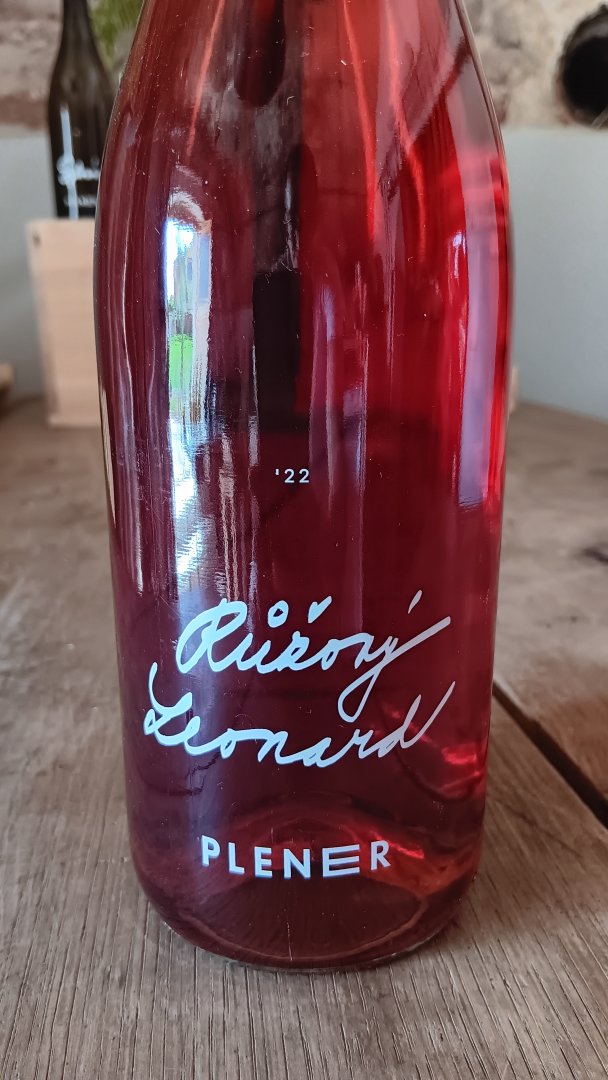 '22
Růžový
Leonard
PLENER